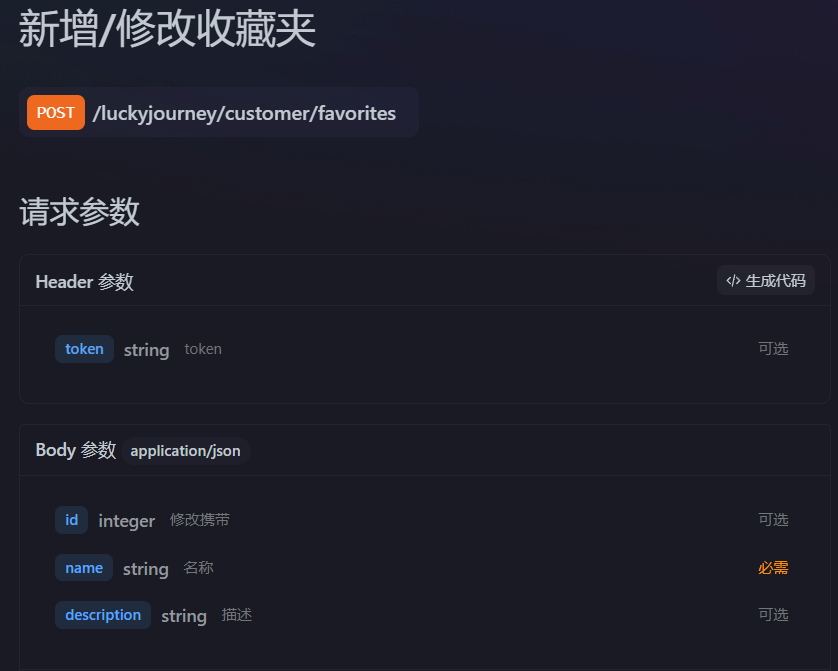 新增/修改收藏夹
POST /luckyjourney/customer/favorites
请求参数
Header 参数 </> 生成代码
token string token 可选
Body 参数 application/json
id integer 修改携带 可选
name string 名称 必需
description string 描述 可选